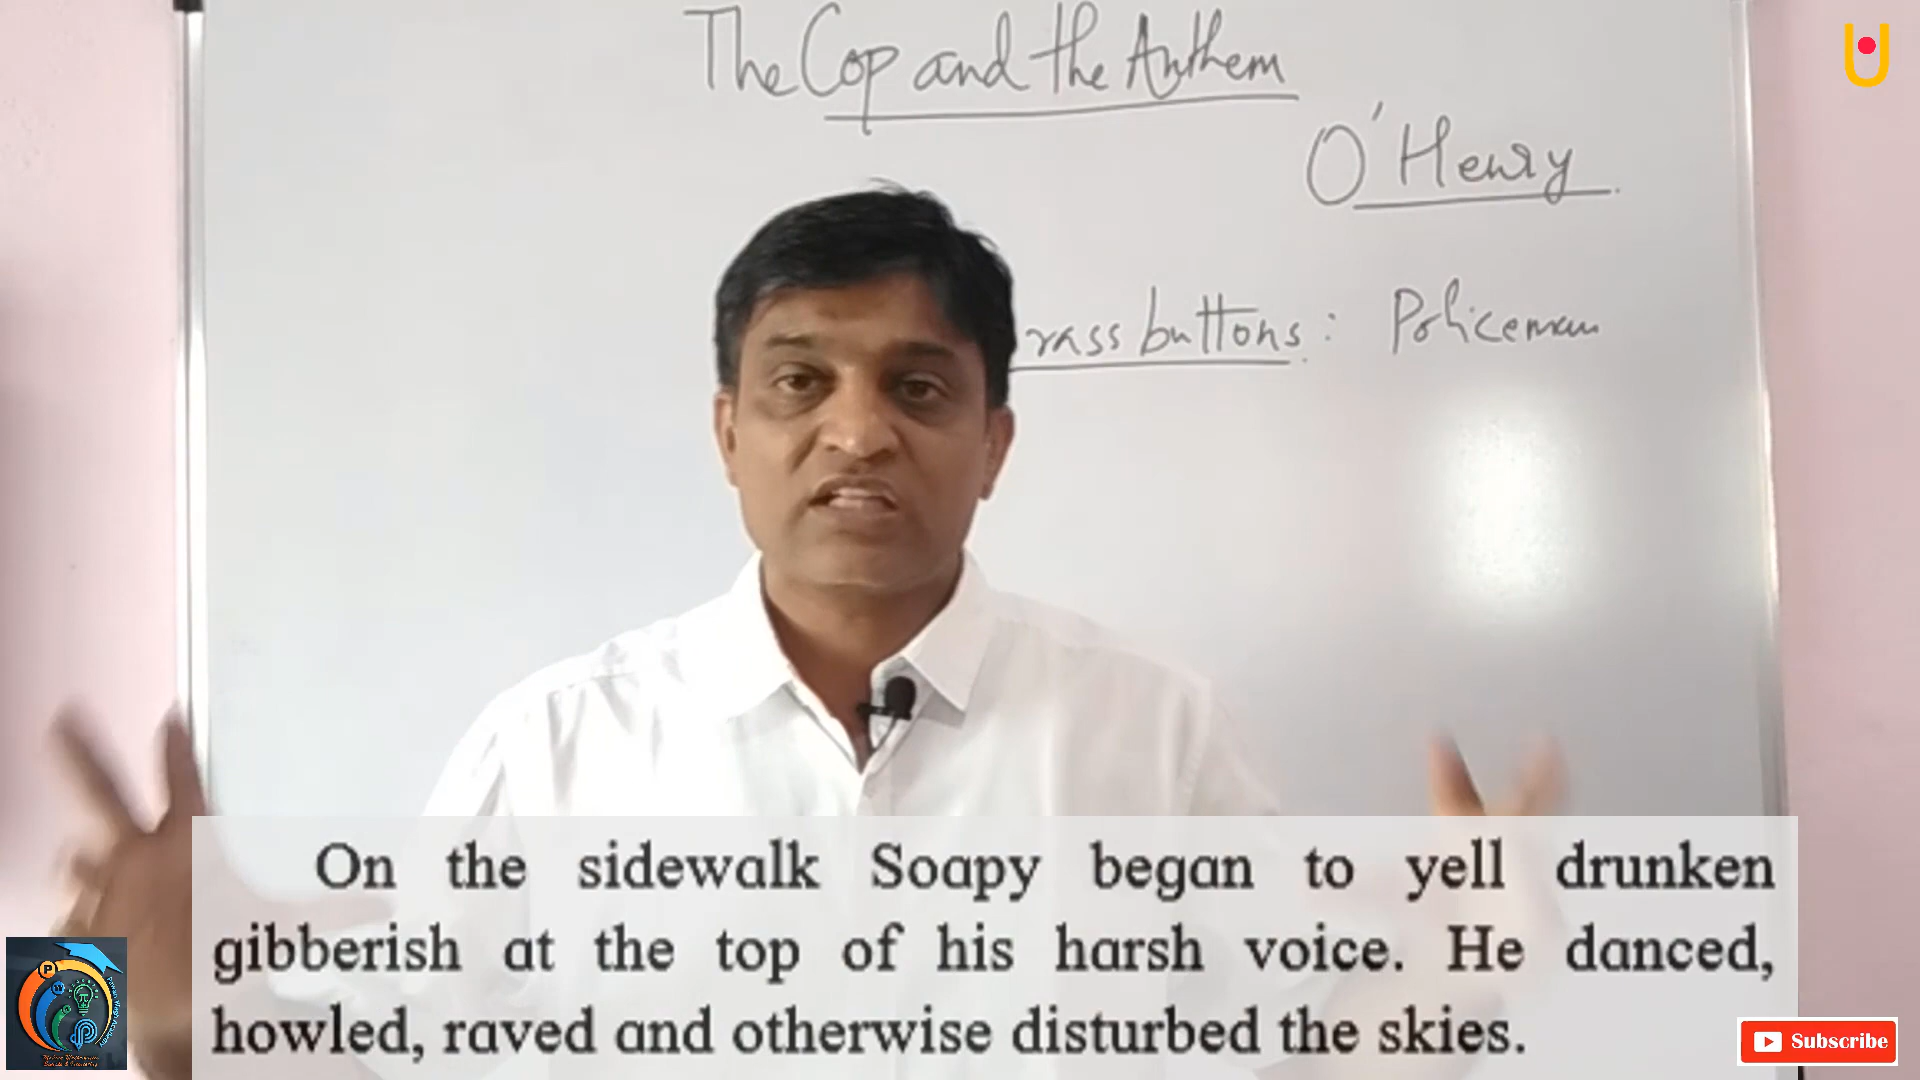 The Cop and the Anthem
O'Henry
rass buttons : Policeman
On the sidewalk Soapy began to yell drunken
gibberish at the top of his harsh voice. He danced,
howled, raved and otherwise disturbed the skies.
Subscribe